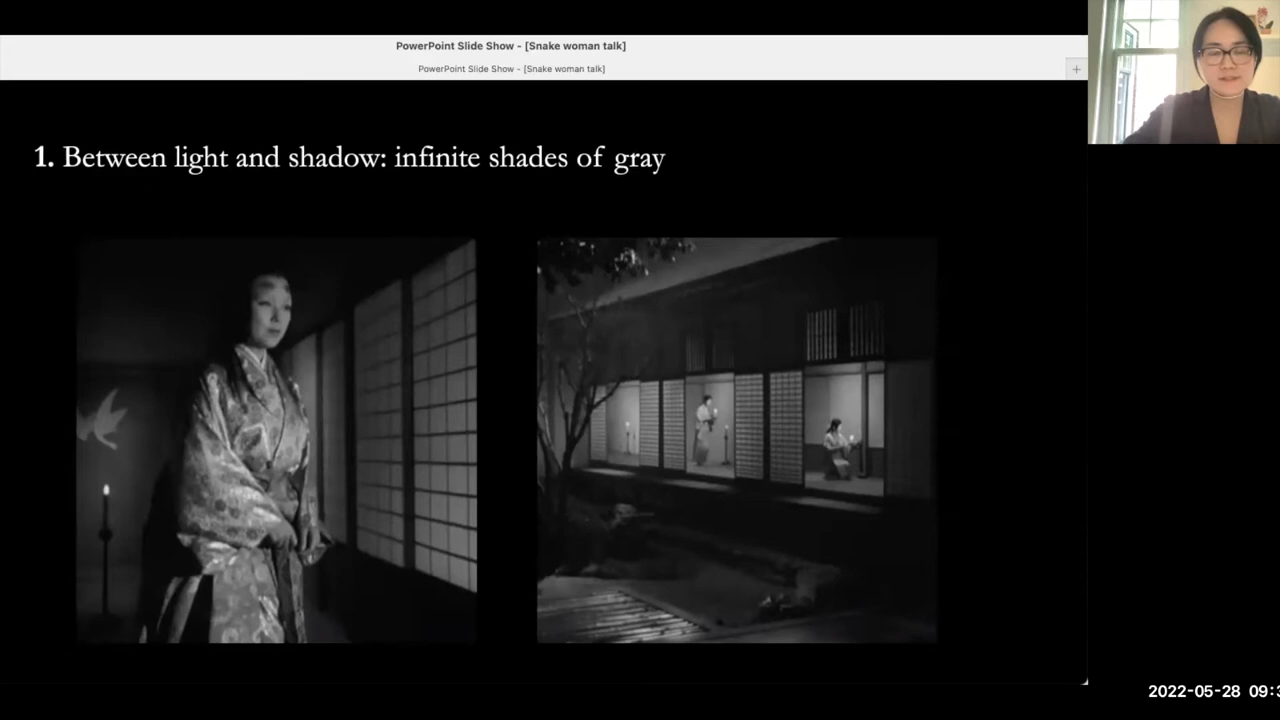 PowerPoint Slide Show - [Snake woman talk]
PowerPoint Slide Show - [Snake woman talk]
+
1. Between light and shadow: infinite shades of gray
2022-05-28 09:3